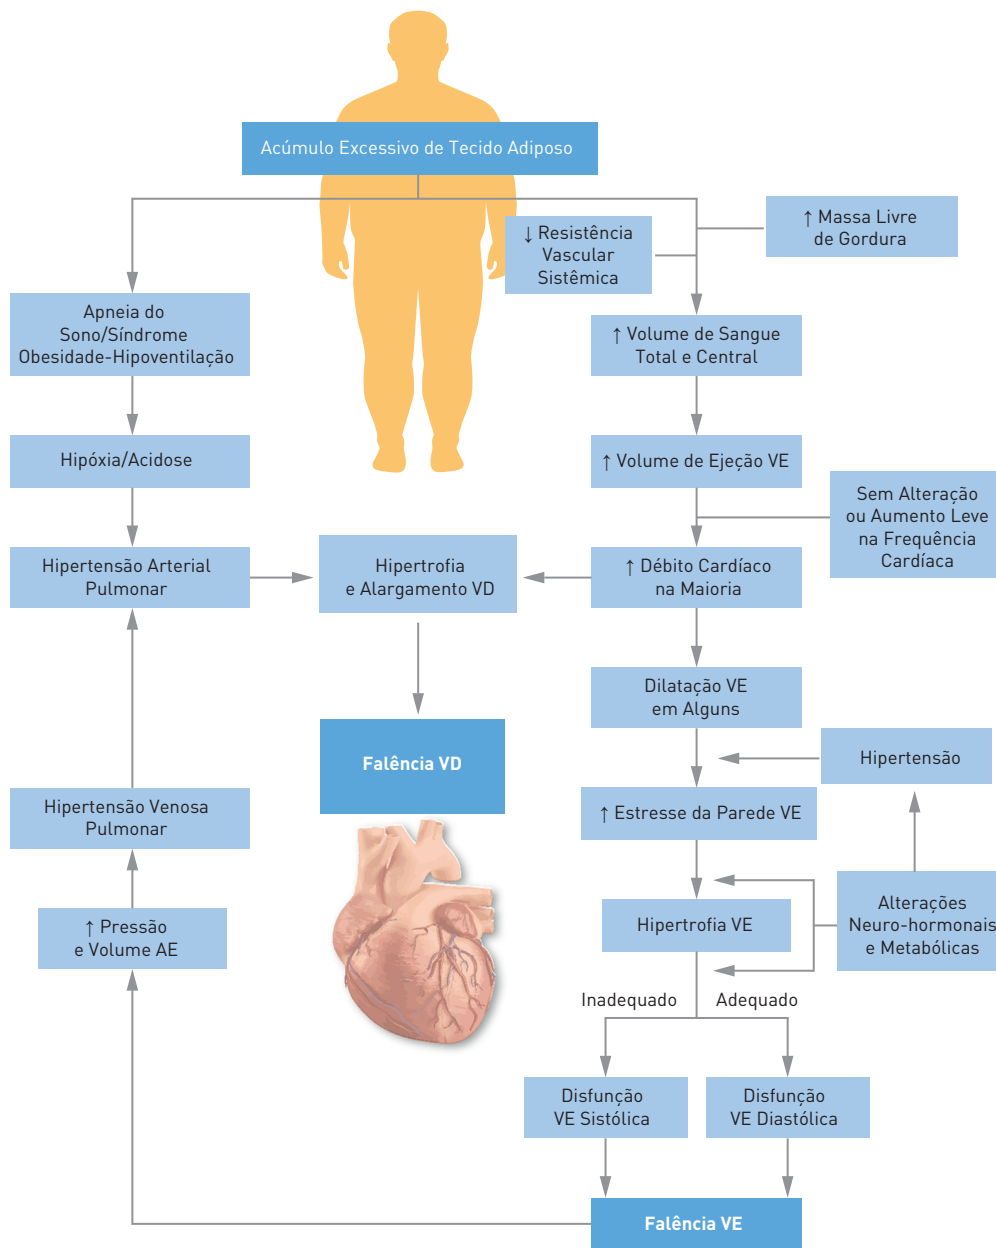 Acúmulo Excessivo de Tecido Adiposo
↑ Massa Livre
de Gordura
↓ Resistência
Vascular
Sistêmica
Apneia do
Sono/Síndrome
Obesidade-Hipoventilação
↑ Volume de Sangue
Total e Central
Hipóxia/Acidose
↑ Volume de Ejeção VE
Sem Alteração
ou Aumento Leve
na Frequência
Cardíaca
Hipertensão Arterial
Pulmonar
Hipertrofia
e Alargamento VD
↑ Débito Cardíaco
na Maioria
Dilatação VE
em Alguns
Falência VD
Hipertensão
Hipertensão Venosa
Pulmonar
↑ Estresse da Parede VE
↑ Pressão
e Volume AE
Hipertrofia VE
Alterações
Neuro-hormonais
e Metabólicas
Inadequado
Adequado
Disfunção
VE Sistólica
Disfunção
VE Diastólica
Falência VE